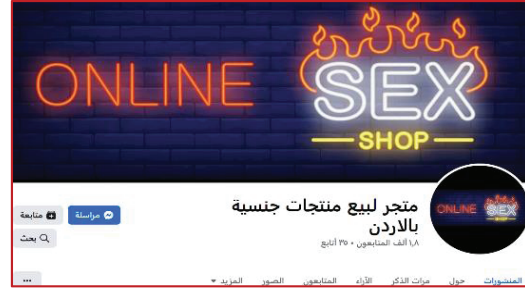 ONLINE SEX
SHOP
ONLINE SEX
متجر لبيع منتجات جنسية
بالاردن
١,٨ ألف المتابعون • ٣٥ أتابع
مراسلة
متابعة
بحث
المنشورات حول مرات الذكر الآراء المتابعون الصور المزيد